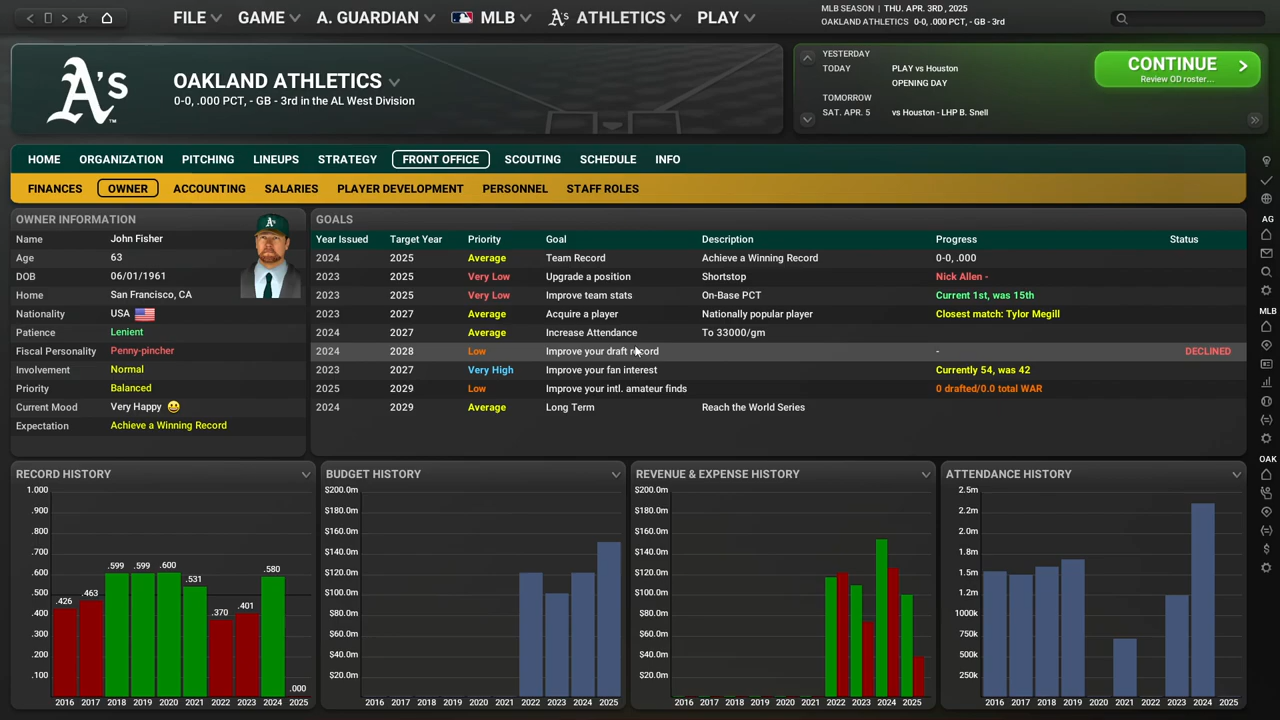 FILE GAME A. GUARDIAN MLB A's ATHLETICS PLAY
MLB SEASON | THU. APR. 3RD, 2025
OAKLAND ATHLETICS 0-0, .000 PCT, - GB - 3rd
A's
OAKLAND ATHLETICS
0-0, .000 PCT, - GB - 3rd in the AL West Division
YESTERDAY
TODAY PLAY vs Houston
OPENING DAY
TOMORROW
SAT. APR. 5 vs Houston - LHP B. Snell
CONTINUE
Review OD roster...
HOME ORGANIZATION PITCHING LINEUPS STRATEGY FRONT OFFICE SCOUTING SCHEDULE INFO
FINANCES OWNER ACCOUNTING SALARIES PLAYER DEVELOPMENT PERSONNEL STAFF ROLES
OWNER INFORMATION
Name John Fisher
Age 63
DOB 06/01/1961
Home San Francisco, CA
Nationality USA
Patience Lenient
Fiscal Personality Penny-pincher
Involvement Normal
Priority Balanced
Current Mood Very Happy
Expectation Achieve a Winning Record
GOALS
Year Issued Target Year Priority Goal Description Progress Status
2024 2025 Average Team Record Achieve a Winning Record 0-0, .000
2023 2025 Very Low Upgrade a position Shortstop Nick Allen -
2023 2025 Very Low Improve team stats On-Base PCT Current 1st, was 15th
2023 2027 Average Acquire a player Nationally popular player Closest match: Tylor Megill
2024 2027 Average Increase Attendance To 33000/gm
2024 2028 Low Improve your draft record - DECLINED
2023 2027 Very High Improve your fan interest Currently 54, was 42
2025 2029 Low Improve your intl. amateur finds 0 drafted/0.0 total WAR
2024 2029 Average Long Term Reach the World Series
RECORD HISTORY
1.000
.900
.800
.700
.600
.500
.400
.300
.200
.100
.426 .463 .599 .599 .600 .531 .370 .401 .580 .000
2016 2017 2018 2019 2020 2021 2022 2023 2024 2025
BUDGET HISTORY
$200.0m
$180.0m
$160.0m
$140.0m
$120.0m
$100.0m
$80.0m
$60.0m
$40.0m
$20.0m
2016 2017 2018 2019 2020 2021 2022 2023 2024 2025
REVENUE & EXPENSE HISTORY
$200.0m
$180.0m
$160.0m
$140.0m
$120.0m
$100.0m
$80.0m
$60.0m
$40.0m
$20.0m
2016 2017 2018 2019 2020 2021 2022 2023 2024 2025
ATTENDANCE HISTORY
2.5m
2.2m
2.0m
1.8m
1.5m
1.2m
1000k
750k
500k
250k
2016 2017 2018 2019 2020 2021 2022 2023 2024 2025
AG
MLB
OAK